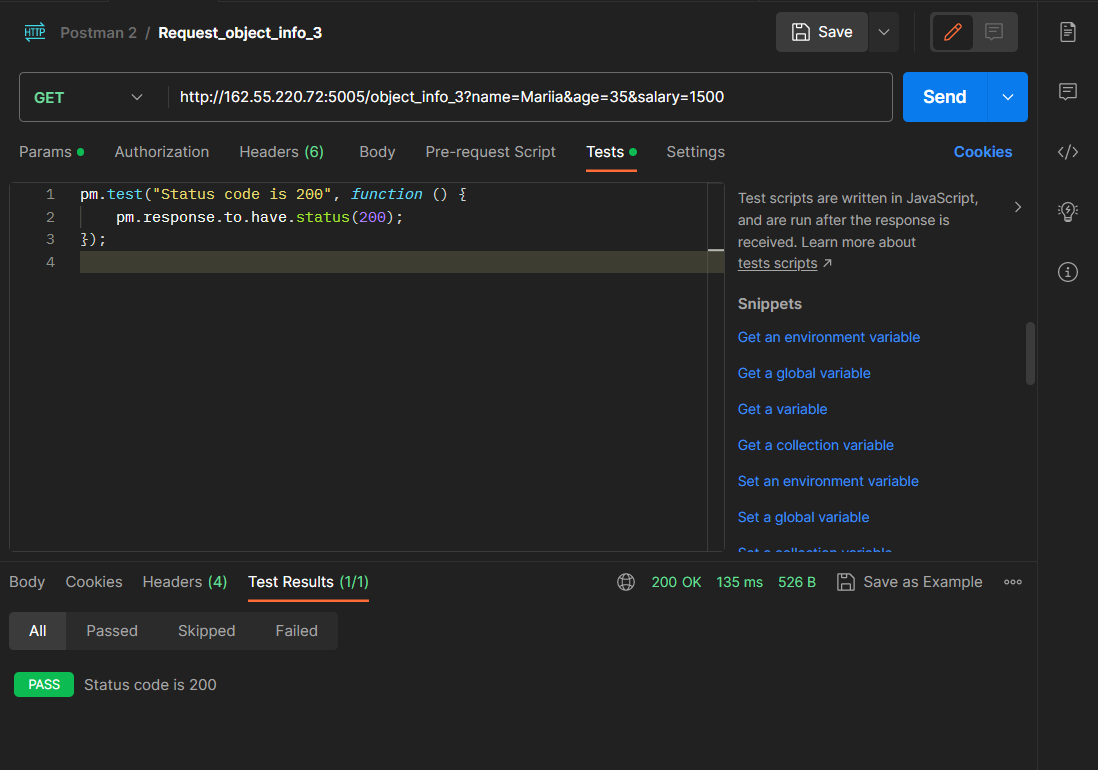 HTTP Postman 2 / Request_object_info_3 Save
GET http://162.55.220.72:5005/object_info_3?name=Mariia&age=35&salary=1500 Send
Params Authorization Headers (6) Body Pre-request Script Tests Settings Cookies
1 pm.test("Status code is 200", function () {
2 pm.response.to.have.status(200);
3 });
4
Test scripts are written in JavaScript,
and are run after the response is
received. Learn more about
tests scripts ↗
Snippets
Get an environment variable
Get a global variable
Get a variable
Get a collection variable
Set an environment variable
Set a global variable
Set a collection variable
Body Cookies Headers (4) Test Results (1/1) 200 OK 135 ms 526 B Save as Example
All Passed Skipped Failed
PASS Status code is 200